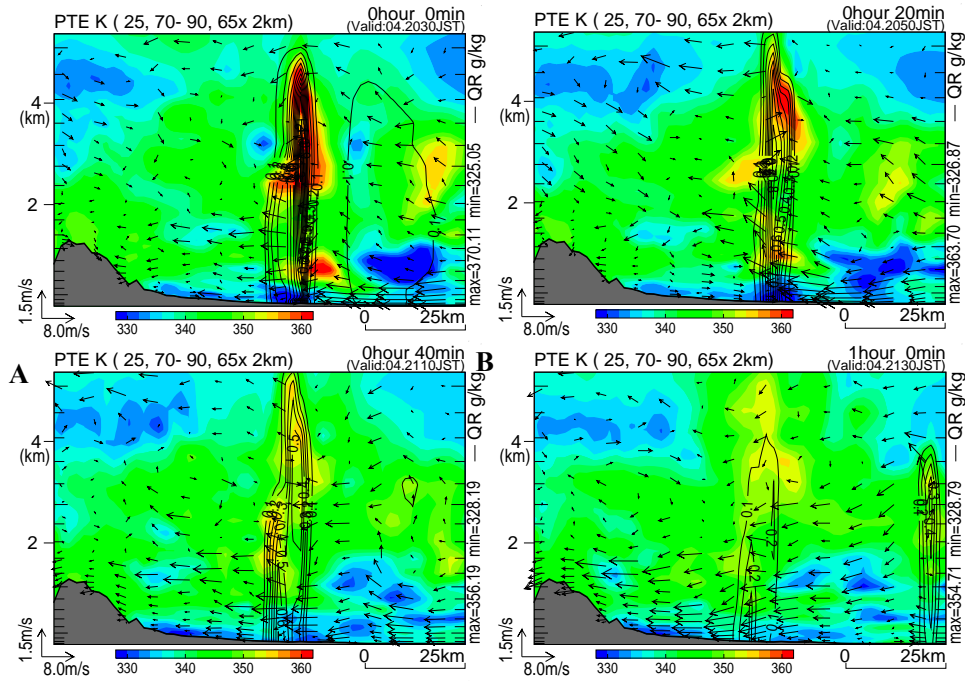 PTE K ( 25, 70- 90, 65x 2km)
0hour 0min
(Valid:04.2030JST)
4
(km)
2
1.5m/s
8.0m/s
330 340 350 360
0 25km
max=370.11 min=325.05 — QR g/kg
PTE K ( 25, 70- 90, 65x 2km)
0hour 20min
(Valid:04.2050JST)
4
(km)
2
1.5m/s
8.0m/s
330 340 350 360
0 25km
max=363.70 min=326.87 — QR g/kg
A
PTE K ( 25, 70- 90, 65x 2km)
0hour 40min
(Valid:04.2110JST)
4
(km)
2
0.5
1.5m/s
8.0m/s
330 340 350 360
0 25km
max=356.19 min=328.19 — QR g/kg
B
PTE K ( 25, 70- 90, 65x 2km)
1hour 0min
(Valid:04.2130JST)
4
(km)
2
0.2
1.5m/s
8.0m/s
330 340 350 360
0 25km
max=354.71 min=328.79 — QR g/kg